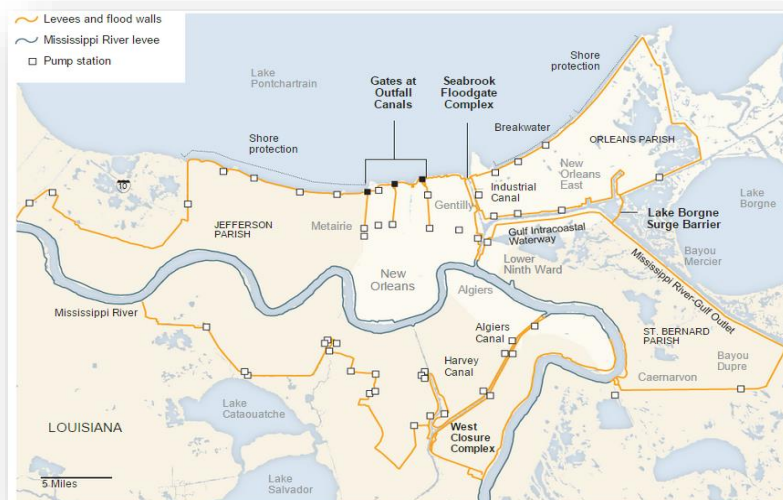 Levees and flood walls
Mississippi River levee
Pump station
Lake
Pontchartrain
Gates at
Outfall
Canals
Seabrook
Floodgate
Complex
Shore
protection
Shore
protection
Breakwater
ORLEANS PARISH
New
Orleans
East
10
Industrial
Canal
Lake
Borgne
JEFFERSON
PARISH
Metairie
Gentilly
Lake Borgne
Surge Barrier
Gulf Intracoastal
Waterway
Bayou
Mercier
Lower
Ninth Ward
New
Orleans
Algiers
Mississippi River-Gulf Outlet
Mississippi River
Algiers
Canal
ST. BERNARD
PARISH
Harvey
Canal
Bayou
Dupre
Caernarvon
Lake
Cataouatche
LOUISIANA
West
Closure
Complex
5 Miles
Lake
Salvador